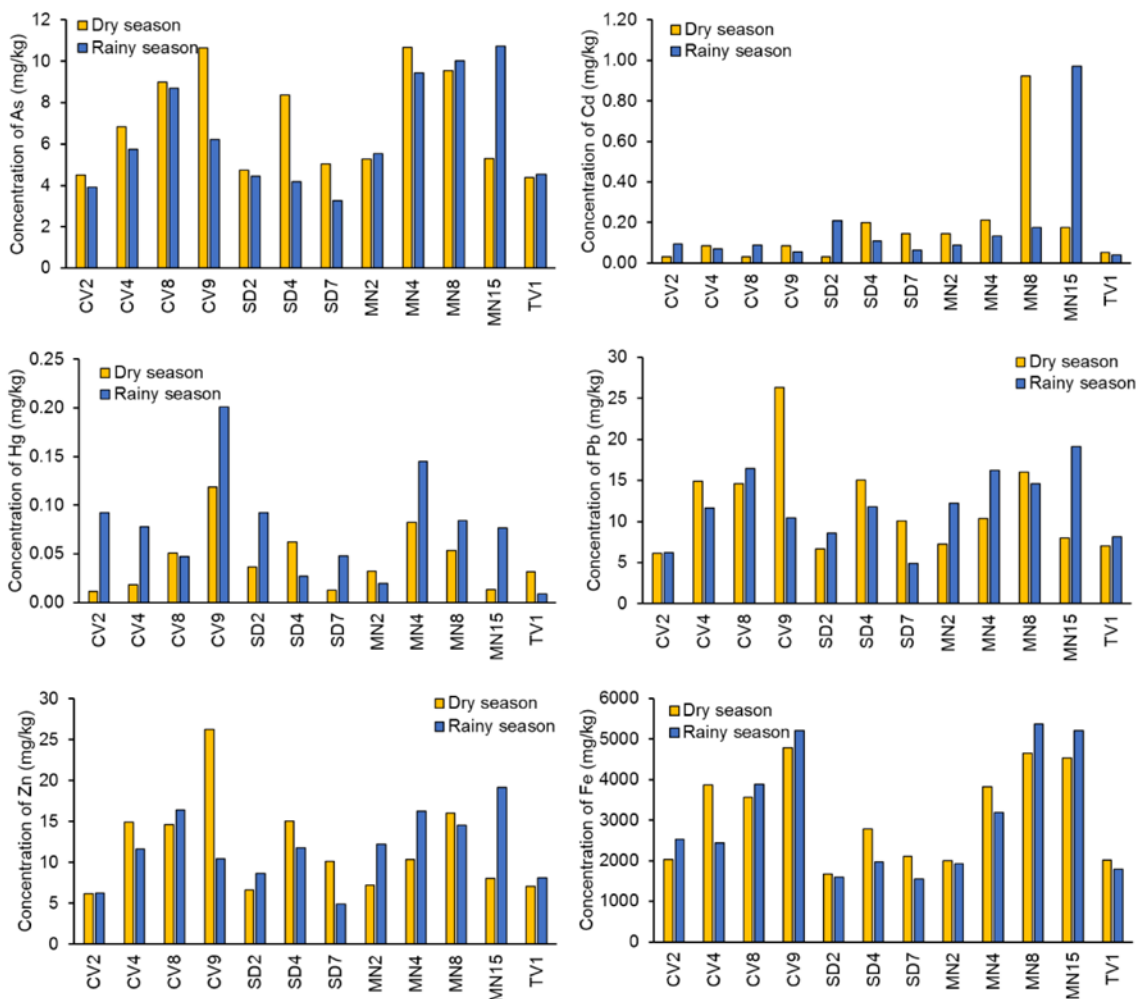 Concentration of As (mg/kg)
12
10
8
6
4
2
0
Dry season
Rainy season
CV2 CV4 CV8 CV9 SD2 SD4 SD7 MN2 MN4 MN8 MN15 TV1
Concentration of Cd (mg/kg)
1.20
1.00
0.80
0.60
0.40
0.20
0.00
Dry season
Rainy season
CV2 CV4 CV8 CV9 SD2 SD4 SD7 MN2 MN4 MN8 MN15 TV1
Concentration of Hg (mg/kg)
0.25
0.20
0.15
0.10
0.05
0.00
Dry season
Rainy season
CV2 CV4 CV8 CV9 SD2 SD4 SD7 MN2 MN4 MN8 MN15 TV1
Concentration of Pb (mg/kg)
30
25
20
15
10
5
0
Dry season
Rainy season
CV2 CV4 CV8 CV9 SD2 SD4 SD7 MN2 MN4 MN8 MN15 TV1
Concentration of Zn (mg/kg)
30
25
20
15
10
5
0
Dry season
Rainy season
CV2 CV4 CV8 CV9 SD2 SD4 SD7 MN2 MN4 MN8 MN15 TV1
Concentration of Fe (mg/kg)
6000
5000
4000
3000
2000
1000
0
Dry season
Rainy season
CV2 CV4 CV8 CV9 SD2 SD4 SD7 MN2 MN4 MN8 MN15 TV1